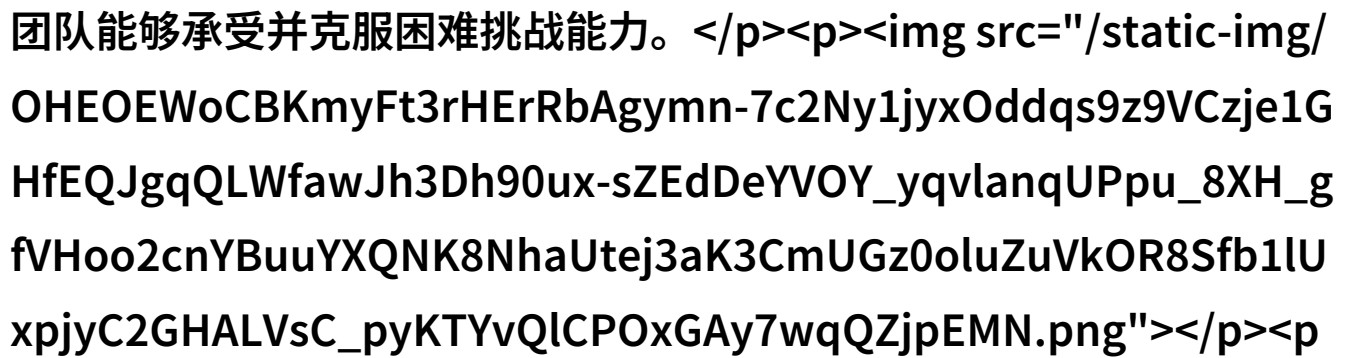 团队能够承受并克服困难挑战能力。</p><p><img src="/static-img/
OHEOEWoCBKmyFt3rHErRbAgymn-7c2Ny1jyxOddqs9z9VCzje1G
HfEQJgqQLWfawJh3Dh90ux-sZEdDeYVOY_yqvlanqUPpu_8XH_g
fVHoo2cnYBuuYXQNK8NhaUtej3aK3CmUGz0oluZuVkOR8Sfb1lU
xpjyC2GHALVsC_pyKTYvQlCPOxGAy7wqQZjpEMN.png"></p><p